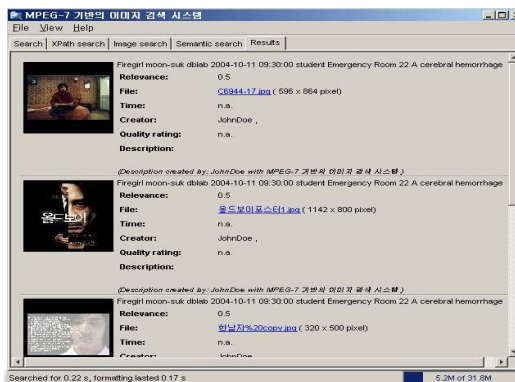 MPEG-7 기반의 이미지 검색 시스템
File View Help
Search XPath search Image search Semantic search Results
Firegirl moon-suk dblab 2004-10-11 09:30:00 student Emergency Room 22 A cerebral hemorrhage
Relevance: 0.5
File: C6944-17.jpg ( 596 x 864 pixel)
Time: n.a.
Creator: JohnDoe ,
Quality rating: n.a.
Description:
(Description created by: JohnDoe with MPEG-7 기반의 이미지 검색 시스템 )
Firegirl moon-suk dblab 2004-10-11 09:30:00 student Emergency Room 22 A cerebral hemorrhage
올드보이
Relevance: 0.5
File: 올드보이포스터1.jpg ( 1142 x 800 pixel)
Time: n.a.
Creator: JohnDoe ,
Quality rating: n.a.
Description:
(Description created by: JohnDoe with MPEG-7 기반의 이미지 검색 시스템 )
Firegirl moon-suk dblab 2004-10-11 09:30:00 student Emergency Room 22 A cerebral hemorrhage
Relevance: 0.5
File: 한남자%20copy.jpg ( 320 x 500 pixel)
Time: n.a.
Creator: JohnDoe
Searched for 0.22 s, formatting lasted 0.17 s
5.2M of 31.8M